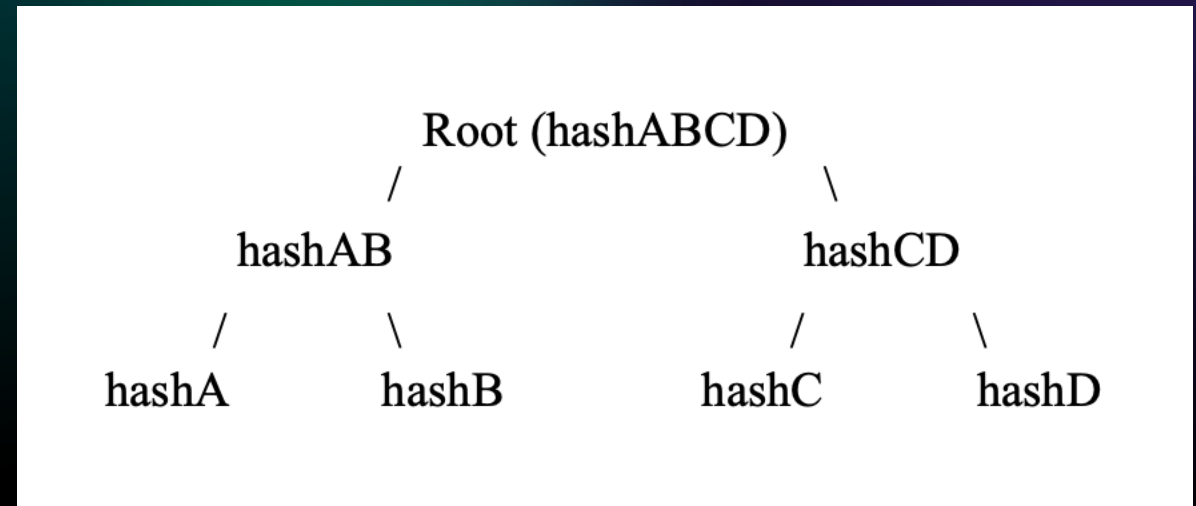 Root (hashABCD)
/ \
hashAB hashCD
/ \ / \
hashA hashB hashC hashD